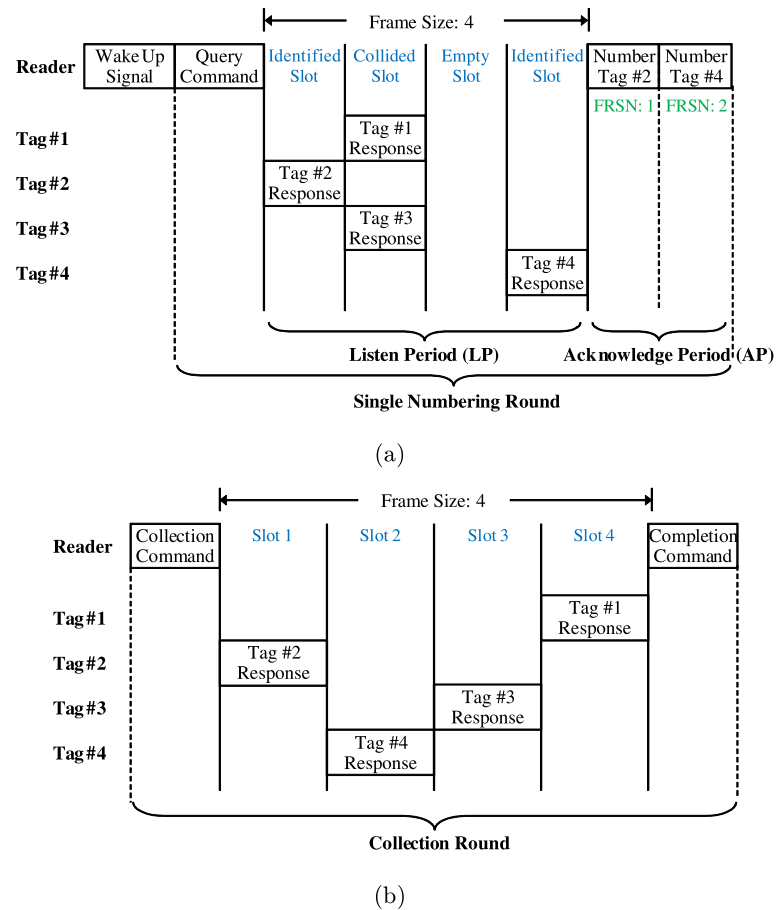 Frame Size: 4
Reader
Wake Up
Signal
Query
Command
Identified
Slot
Collided
Slot
Empty
Slot
Identified
Slot
Number
Tag #2
Number
Tag #4
FRSN: 1
FRSN: 2
Tag #1
Tag #1
Response
Tag #2
Tag #2
Response
Tag #3
Tag #3
Response
Tag #4
Tag #4
Response
Listen Period (LP)
Acknowledge Period (AP)
Single Numbering Round
(a)
Frame Size: 4
Reader
Collection
Command
Slot 1
Slot 2
Slot 3
Slot 4
Completion
Command
Tag #1
Tag #1
Response
Tag #2
Tag #2
Response
Tag #3
Tag #3
Response
Tag #4
Tag #4
Response
Collection Round
(b)